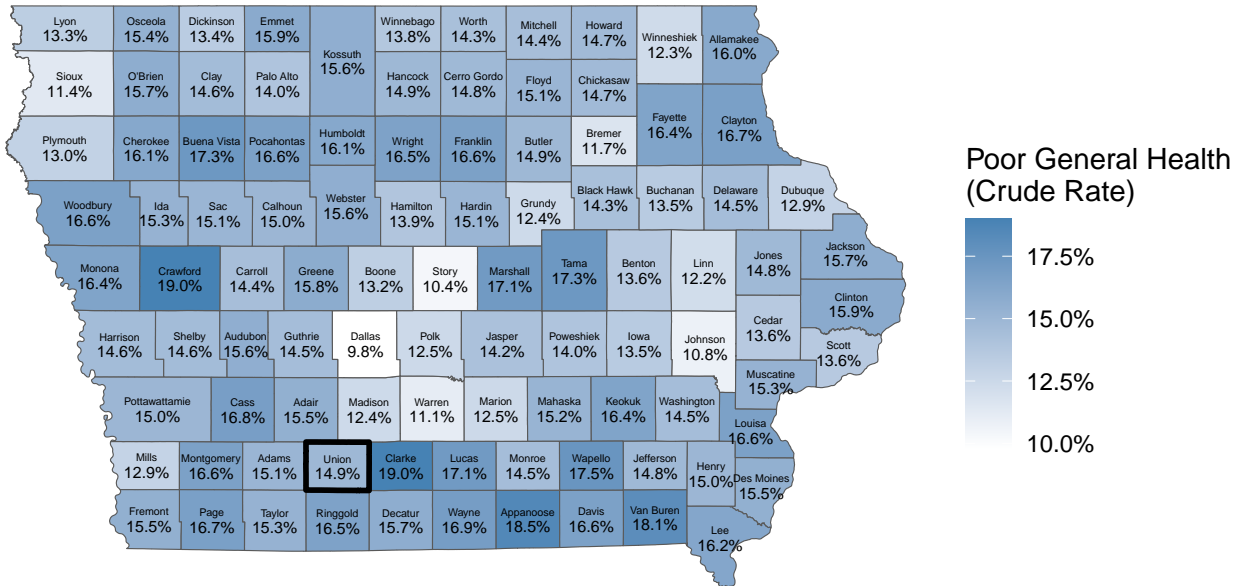 Lyon
13.3%
Osceola
15.4%
Dickinson
13.4%
Emmet
15.9%
Kossuth
15.6%
Winnebago
13.8%
Worth
14.3%
Mitchell
14.4%
Howard
14.7%
Winneshiek
12.3%
Allamakee
16.0%
Sioux
11.4%
O'Brien
15.7%
Clay
14.6%
Palo Alto
14.0%
Hancock
14.9%
Cerro Gordo
14.8%
Floyd
15.1%
Chickasaw
14.7%
Plymouth
13.0%
Cherokee
16.1%
Buena Vista
17.3%
Pocahontas
16.6%
Humboldt
16.1%
Wright
16.5%
Franklin
16.6%
Butler
14.9%
Bremer
11.7%
Fayette
16.4%
Clayton
16.7%
Woodbury
16.6%
Ida
15.3%
Sac
15.1%
Calhoun
15.0%
Webster
15.6%
Hamilton
13.9%
Hardin
15.1%
Grundy
12.4%
Black Hawk
14.3%
Buchanan
13.5%
Delaware
14.5%
Dubuque
12.9%
Monona
16.4%
Crawford
19.0%
Carroll
14.4%
Greene
15.8%
Boone
13.2%
Story
10.4%
Marshall
17.1%
Tama
17.3%
Benton
13.6%
Linn
12.2%
Jones
14.8%
Jackson
15.7%
Clinton
15.9%
Harrison
14.6%
Shelby
14.6%
Audubon
15.6%
Guthrie
14.5%
Dallas
9.8%
Polk
12.5%
Jasper
14.2%
Poweshiek
14.0%
Iowa
13.5%
Johnson
10.8%
Cedar
13.6%
Scott
13.6%
Muscatine
15.3%
Pottawattamie
15.0%
Cass
16.8%
Adair
15.5%
Madison
12.4%
Warren
11.1%
Marion
12.5%
Mahaska
15.2%
Keokuk
16.4%
Washington
14.5%
Louisa
16.6%
Mills
12.9%
Montgomery
16.6%
Adams
15.1%
Union
14.9%
Clarke
19.0%
Lucas
17.1%
Monroe
14.5%
Wapello
17.5%
Jefferson
14.8%
Henry
15.0%
Des Moines
15.5%
Fremont
15.5%
Page
16.7%
Taylor
15.3%
Ringgold
16.5%
Decatur
15.7%
Wayne
16.9%
Appanoose
18.5%
Davis
16.6%
Van Buren
18.1%
Lee
16.2%
Poor General Health
(Crude Rate)
17.5%
15.0%
12.5%
10.0%